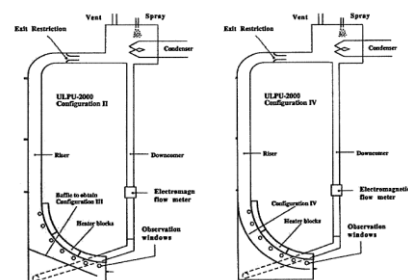 Vent Spray
Exit Restriction
Condenser
ULPU-2000
Configuration II
Riser
Downcomer
Baffle to obtain
Configuration III
Heater blocks
Electromagn
flow meter
Observation
windows
Vent Spray
Exit Restriction
Condenser
ULPU-2000
Configuration IV
Riser
Downcomer
Configuration IV
Heater blocks
Electromagnetic
flow meter
Observation
windows